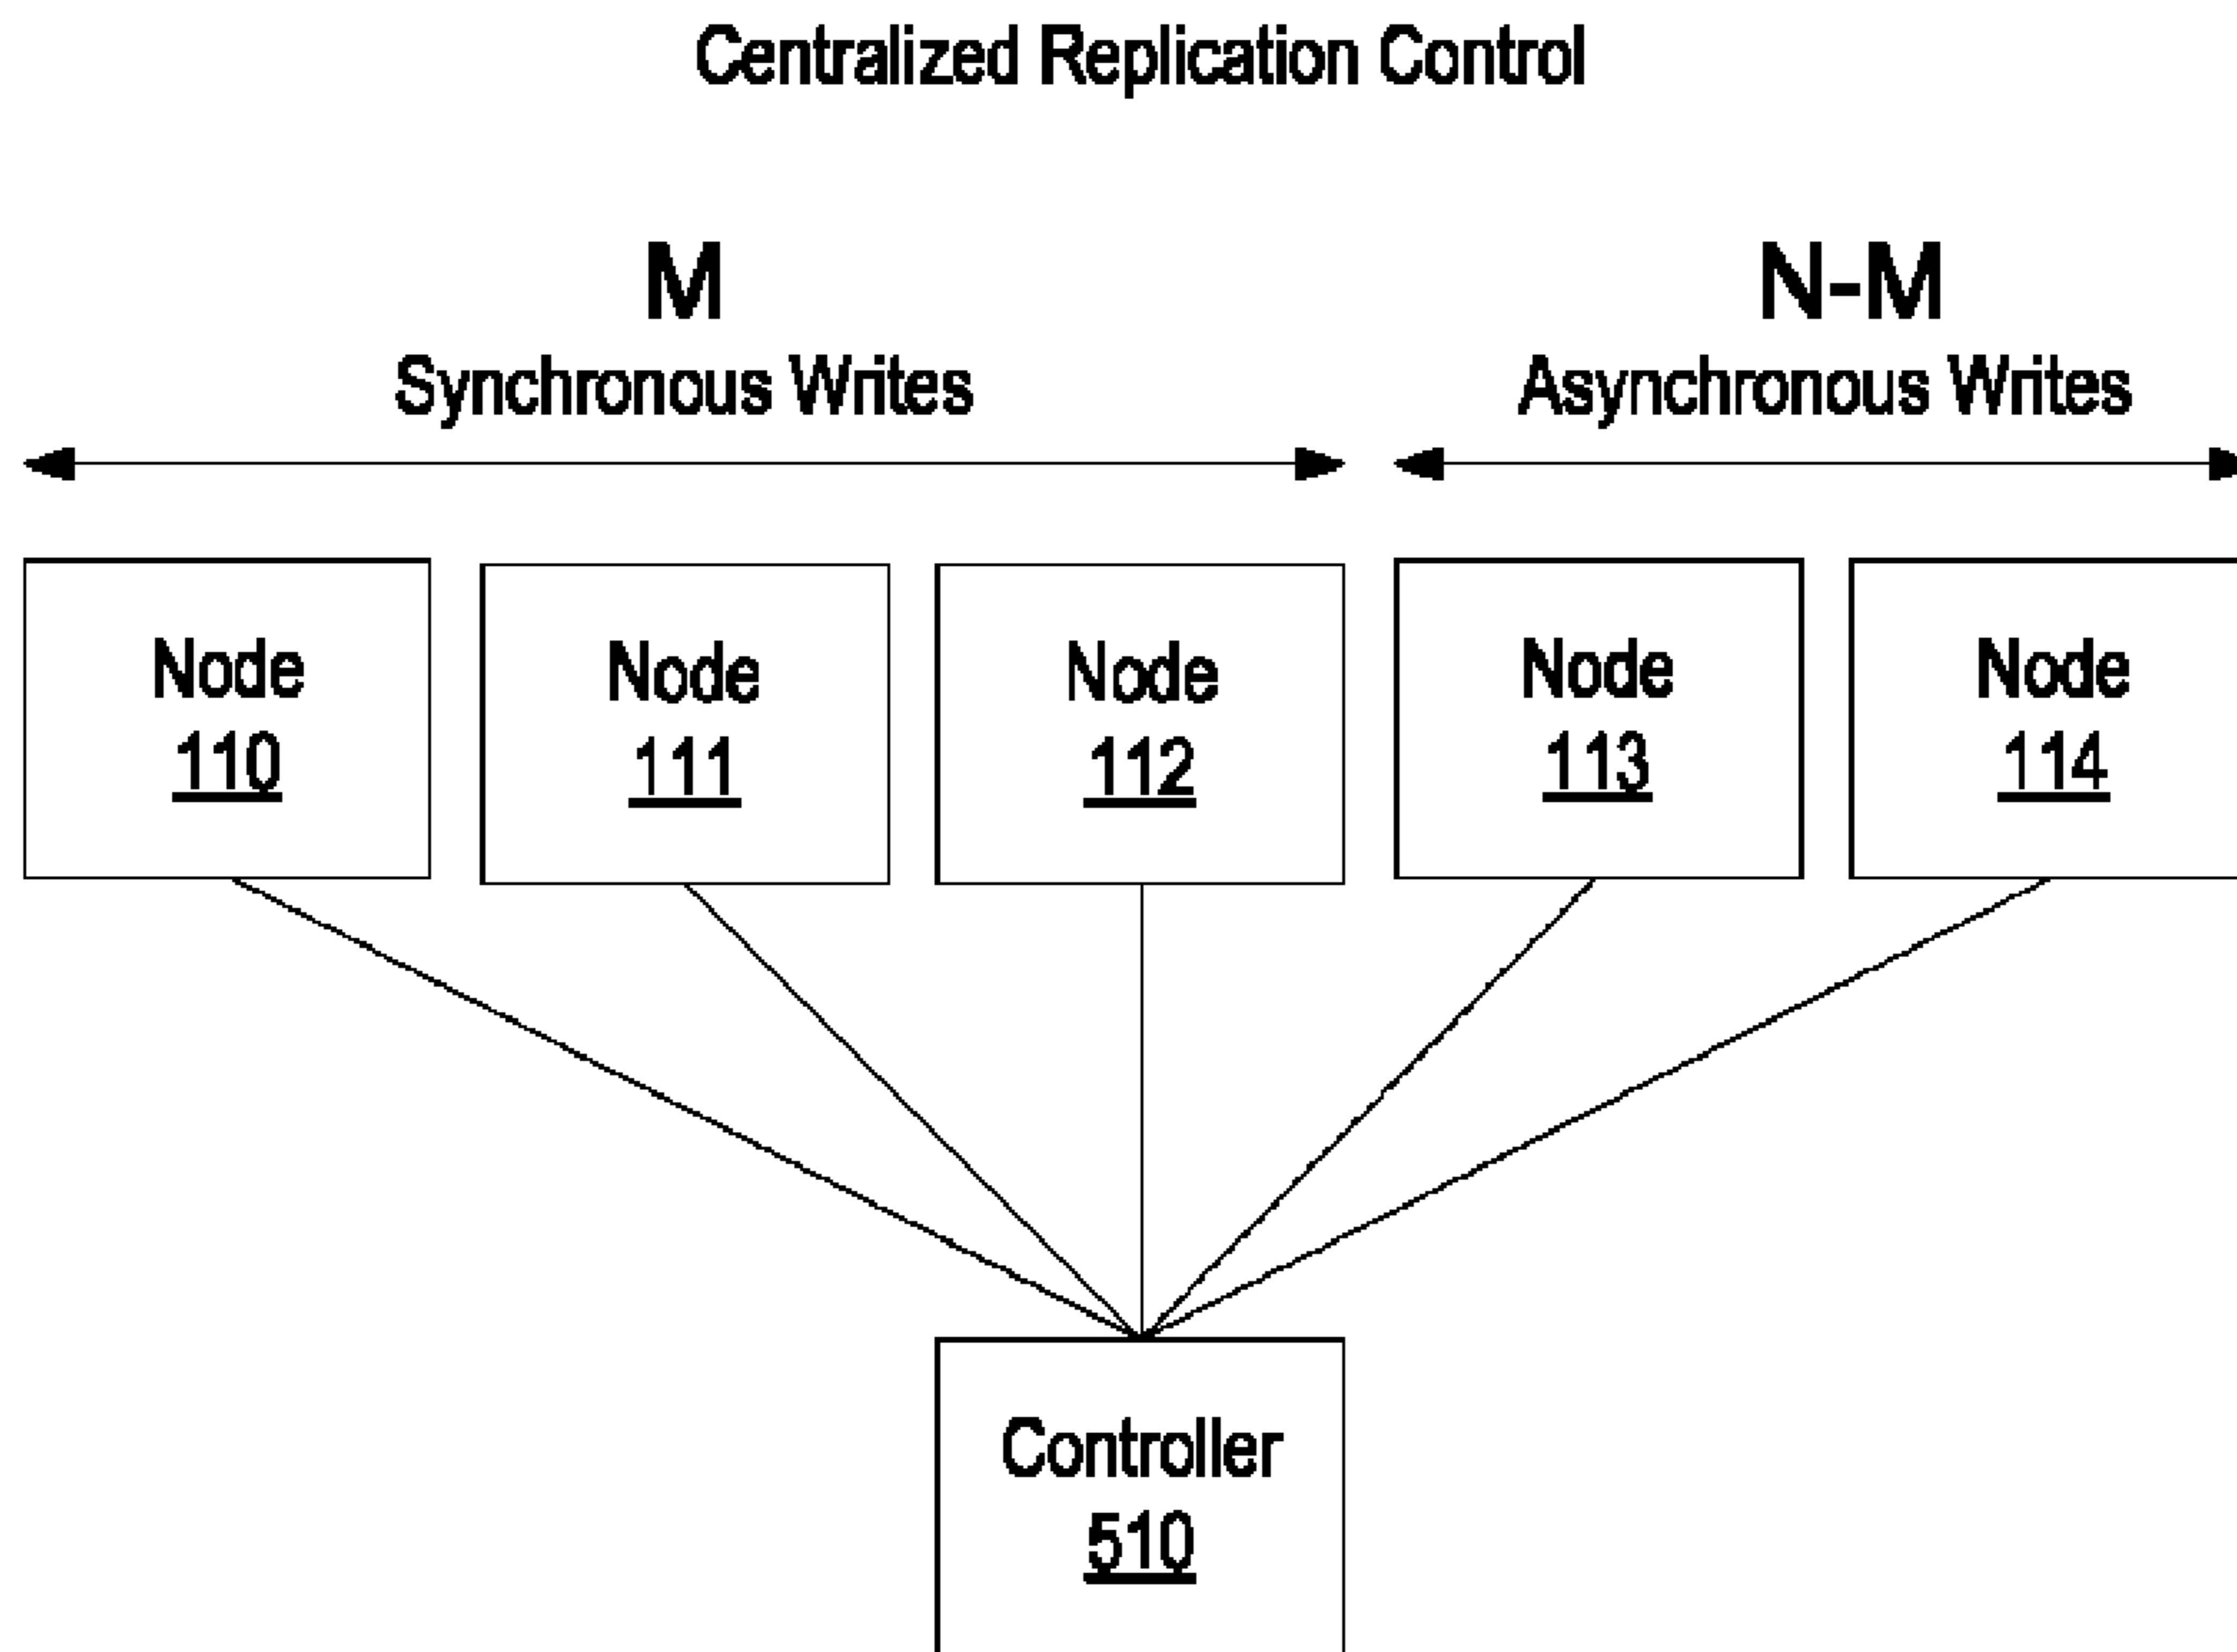 Centralized Replication Control
M
Synchronous Writes
N-M
Asynchronous Writes
Node
110
Node
111
Node
112
Node
113
Node
114
Controller
510